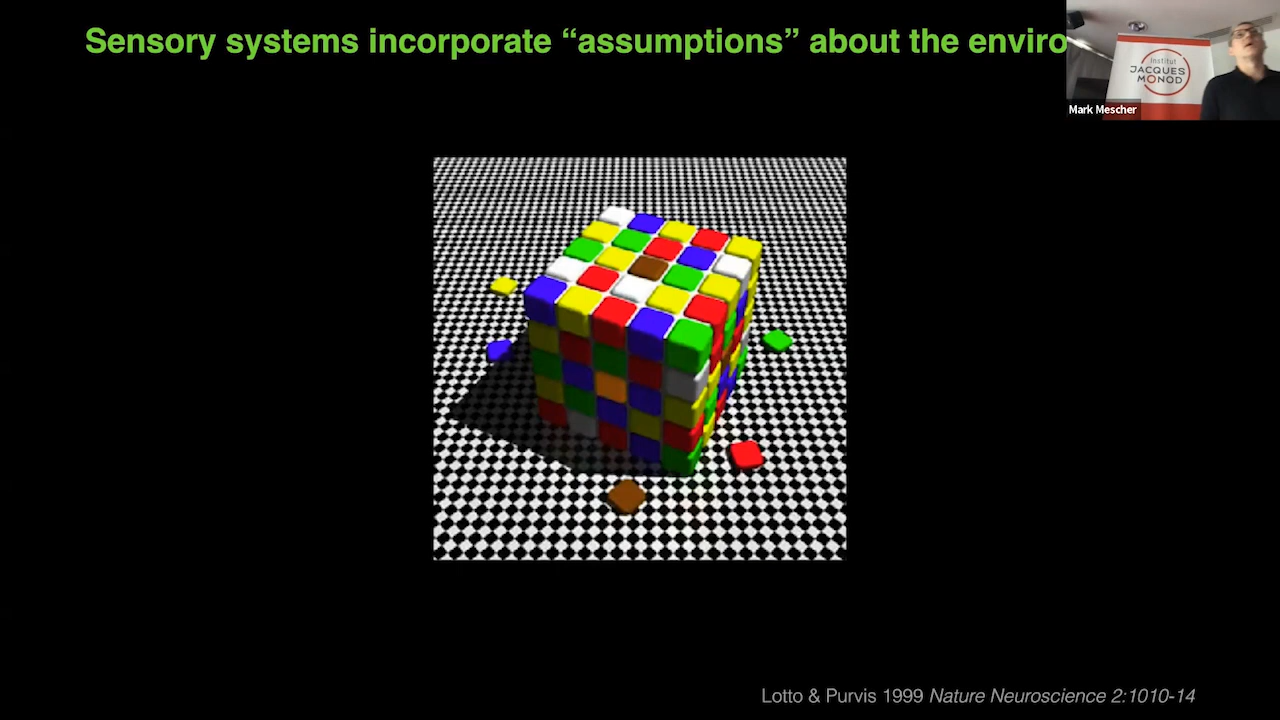 Sensory systems incorporate “assumptions” about the enviro
Institut
JACQUES
MONOD
Mark Mescher
Lotto & Purvis 1999 Nature Neuroscience 2:1010-14